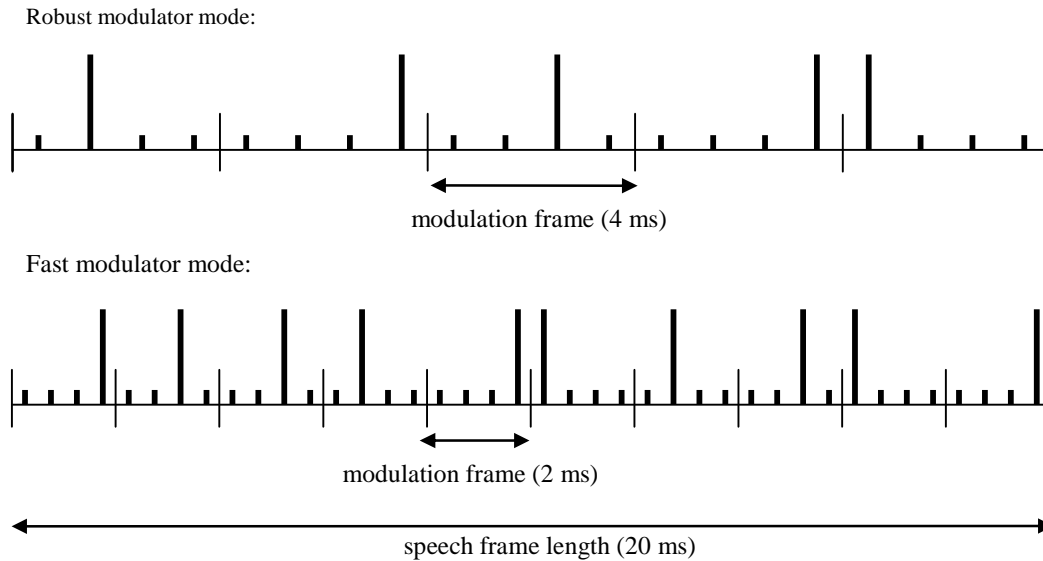 Robust modulator mode:
modulation frame (4 ms)
Fast modulator mode:
modulation frame (2 ms)
speech frame length (20 ms)